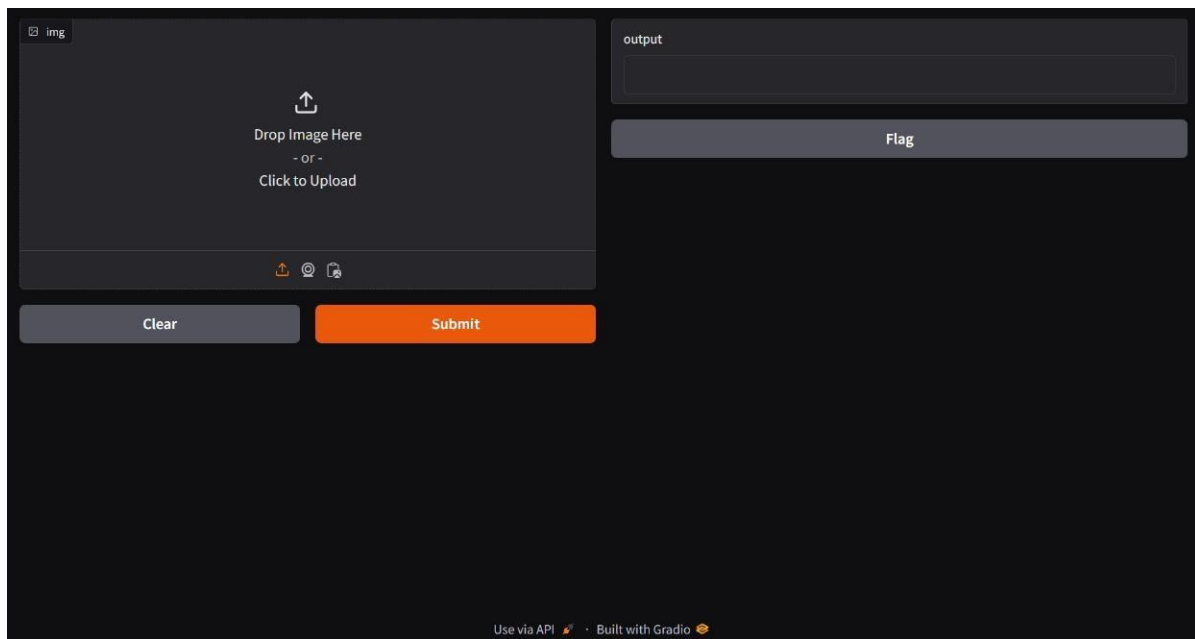 img
Drop Image Here
- or -
Click to Upload
Clear
Submit
output
Flag
Use via API · Built with Gradio